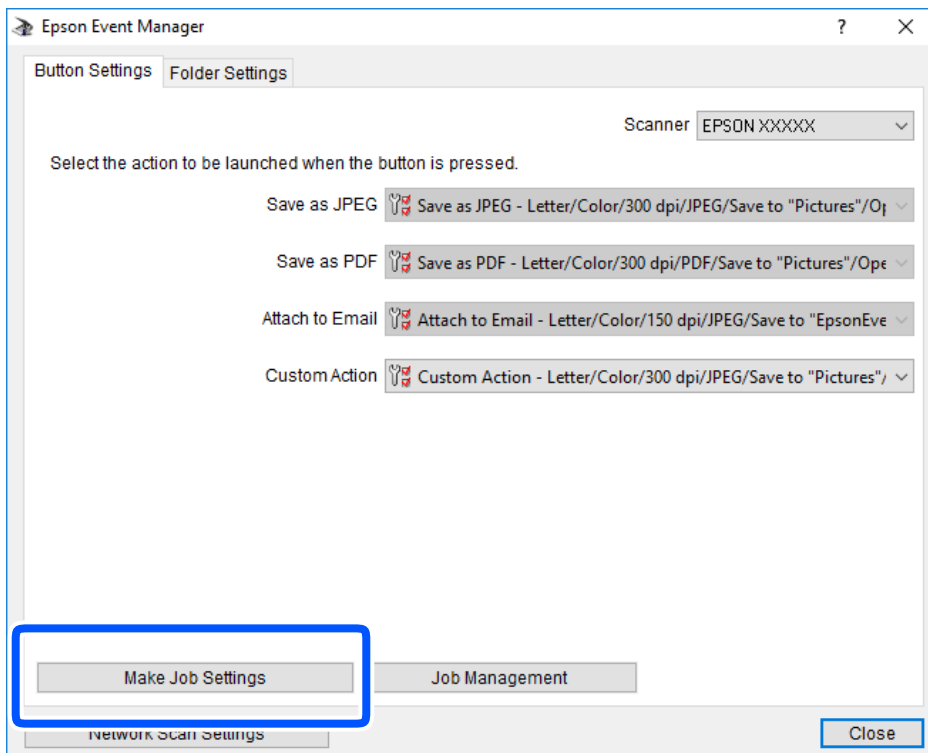 Epson Event Manager
Button Settings Folder Settings
Scanner EPSON XXXXX
Select the action to be launched when the button is pressed.
Save as JPEG Save as JPEG - Letter/Color/300 dpi/JPEG/Save to "Pictures"/Op
Save as PDF Save as PDF - Letter/Color/300 dpi/PDF/Save to "Pictures"/Ope
Attach to Email Attach to Email - Letter/Color/150 dpi/JPEG/Save to "EpsonEve
Custom Action Custom Action - Letter/Color/300 dpi/JPEG/Save to "Pictures"/
Make Job Settings Job Management
Network Scan Settings Close